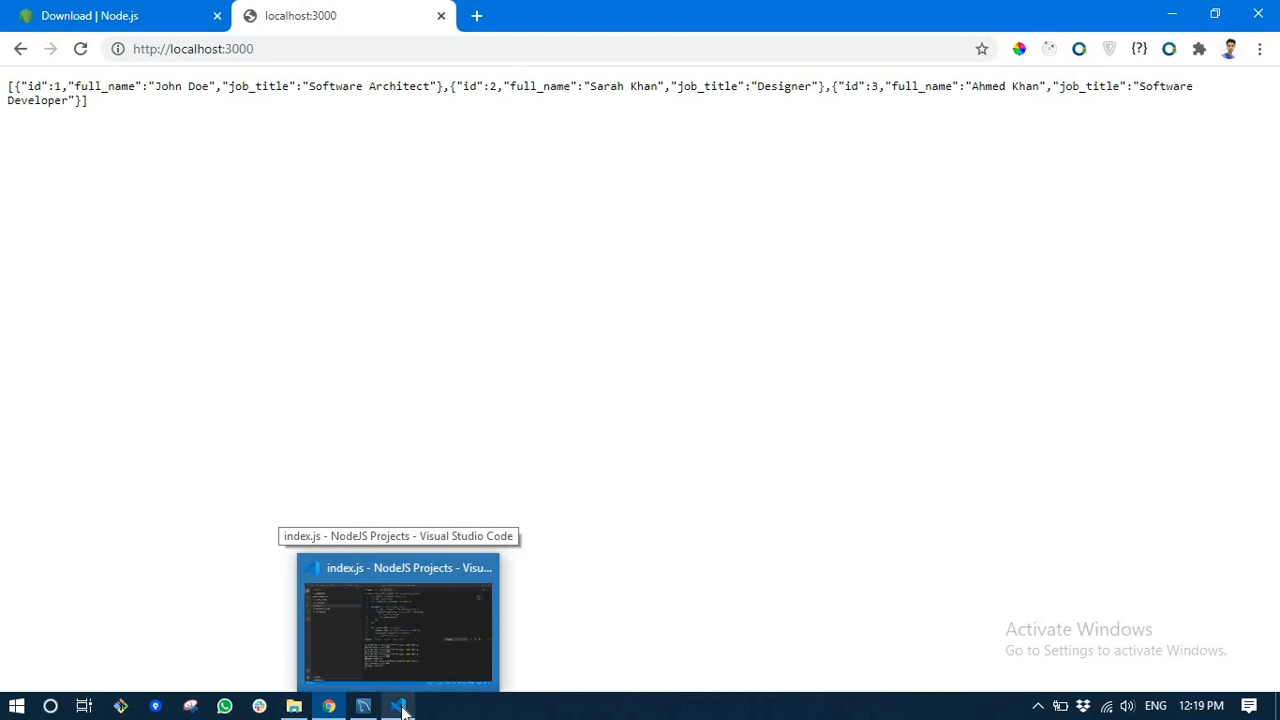 Download | Node.js
localhost:3000
http://localhost:3000
{?}
[{"id":1,"full_name":"John Doe","job_title":"Software Architect"},{"id":2,"full_name":"Sarah Khan","job_title":"Designer"},{"id":3,"full_name":"Ahmed Khan","job_title":"Software
Developer"}]
index.js - NodeJS Projects - Visual Studio Code
index.js - NodeJS Projects - Visu...
Activate Windows
Go to Settin activate Windows.
ENG
12:19 PM